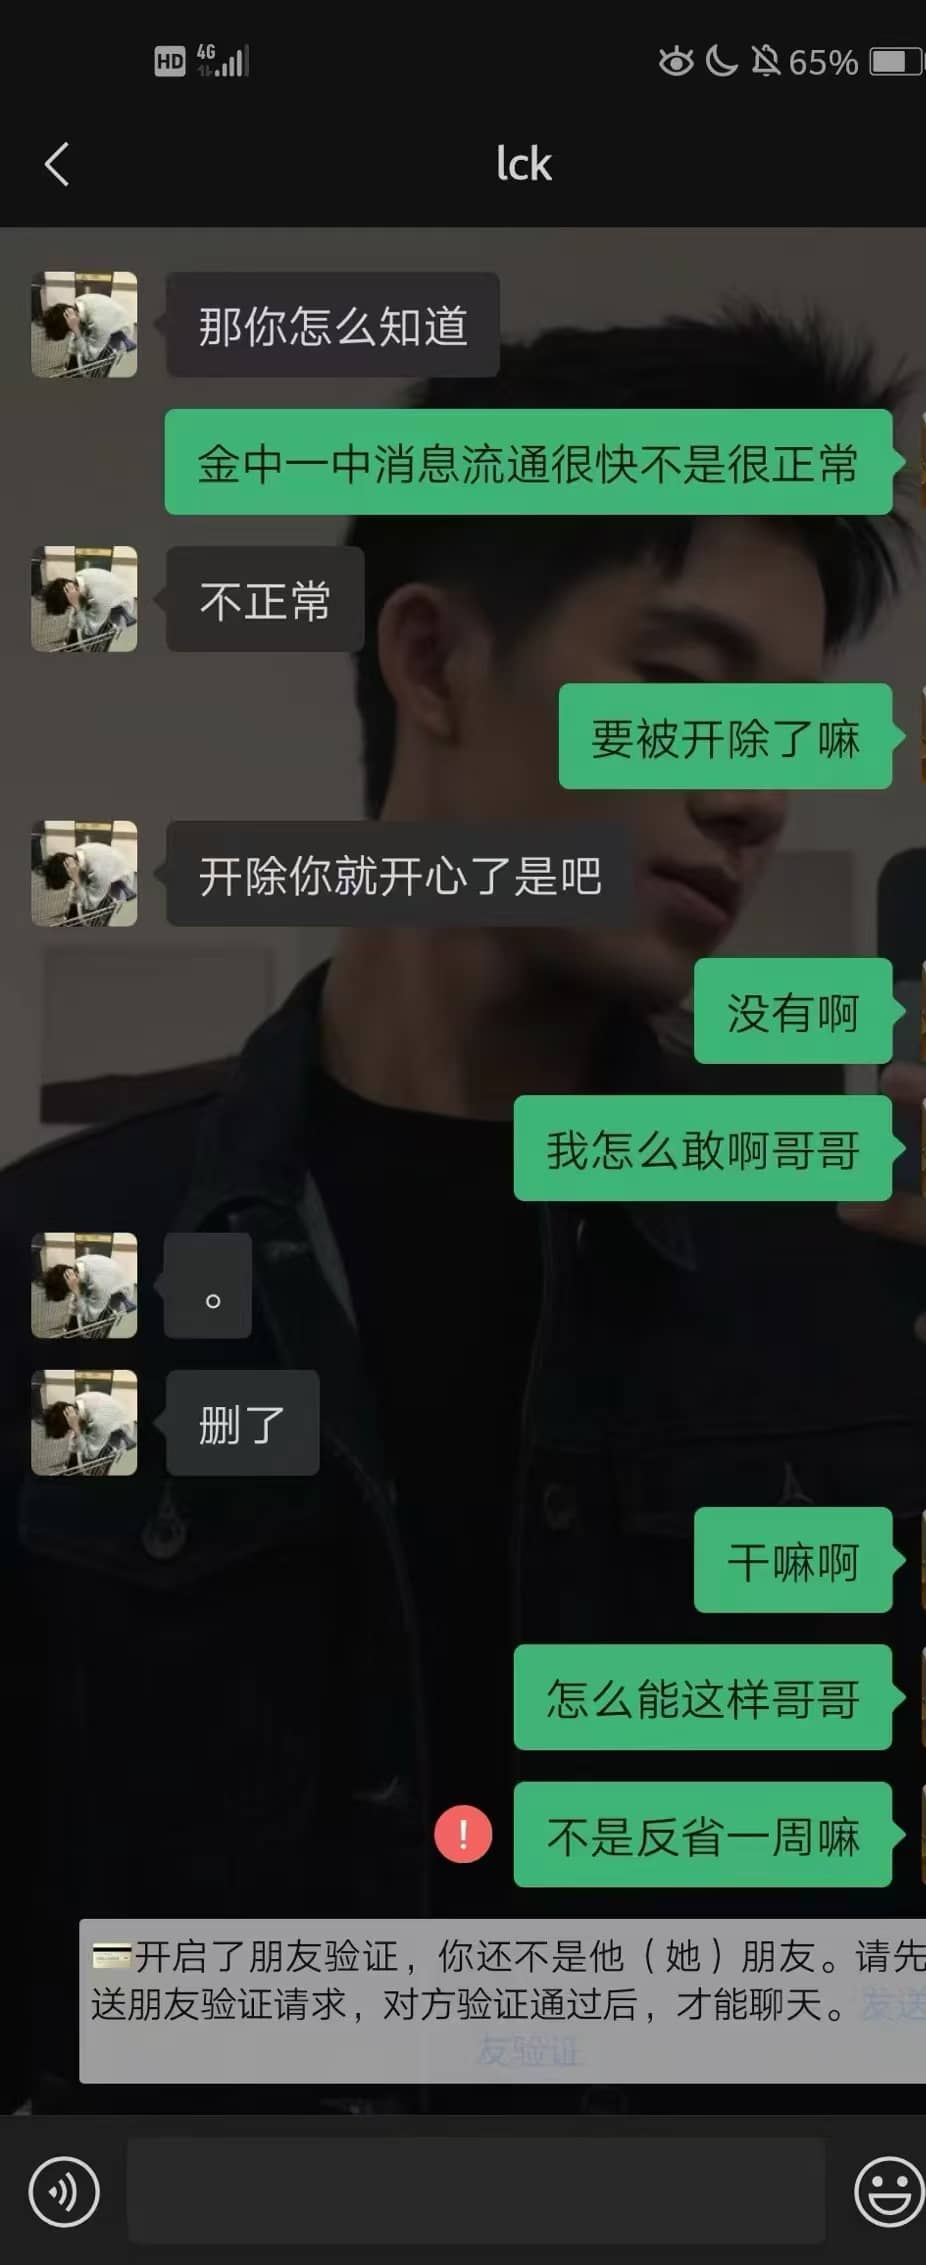 HD 4G 65%
lck
那你怎么知道
金中一中消息流通很快不是很正常
不正常
要被开除了嘛
开除你就开心了是吧
没有啊
我怎么敢啊哥哥
。
删了
干嘛啊
怎么能这样哥哥
!
不是反省一周嘛
开启了朋友验证，你还不是他（她）朋友。请先
送朋友验证请求，对方验证通过后，才能聊天。发送
友验证